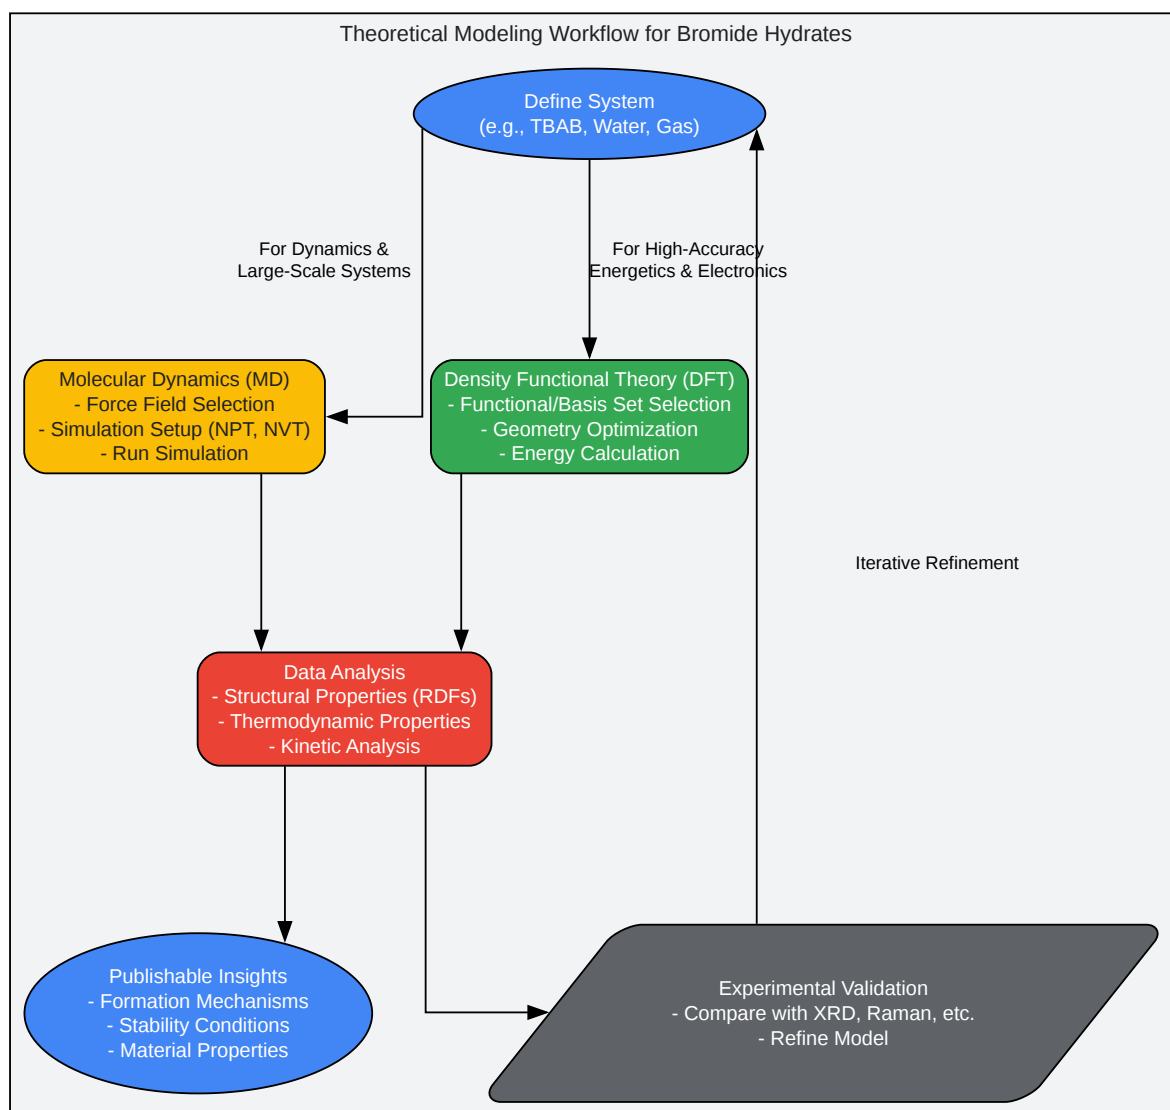 Theoretical Modeling Workflow for Bromide Hydrates
Define System
(e.g., TBAB, Water, Gas)
For Dynamics &
Large-Scale Systems
For High-Accuracy
Energetics & Electronics
Molecular Dynamics (MD)
- Force Field Selection
- Simulation Setup (NPT, NVT)
- Run Simulation
Density Functional Theory (DFT)
- Functional/Basis Set Selection
- Geometry Optimization
- Energy Calculation
Iterative Refinement
Data Analysis
- Structural Properties (RDFs)
- Thermodynamic Properties
- Kinetic Analysis
Publishable Insights
- Formation Mechanisms
- Stability Conditions
- Material Properties
Experimental Validation
- Compare with XRD, Raman, etc.
- Refine Model